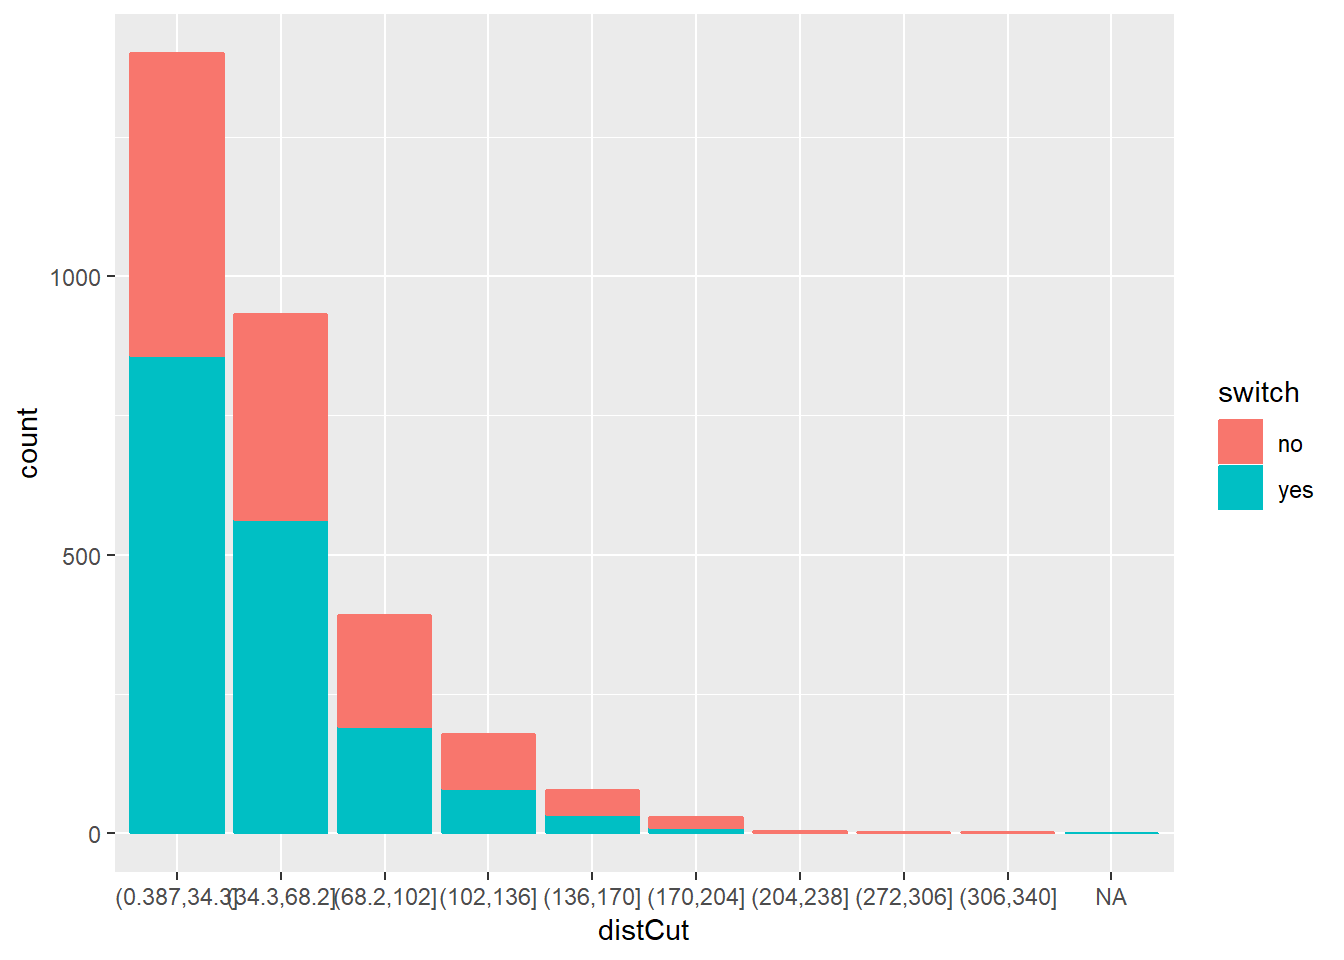 count
1000
500
0
(0.387,34.3]
(34.3,68.2]
(68.2,102]
(102,136]
(136,170]
(170,204]
(204,238]
(272,306]
(306,340]
NA
distCut
switch
no
yes